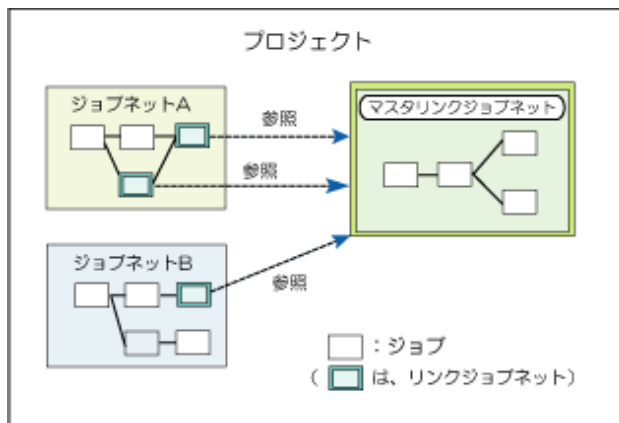 プロジェクト
ジョブネットA
マスタリンクジョブネット
参照
参照
ジョブネットB
参照
：ジョブ
（ は、リンクジョブネット）